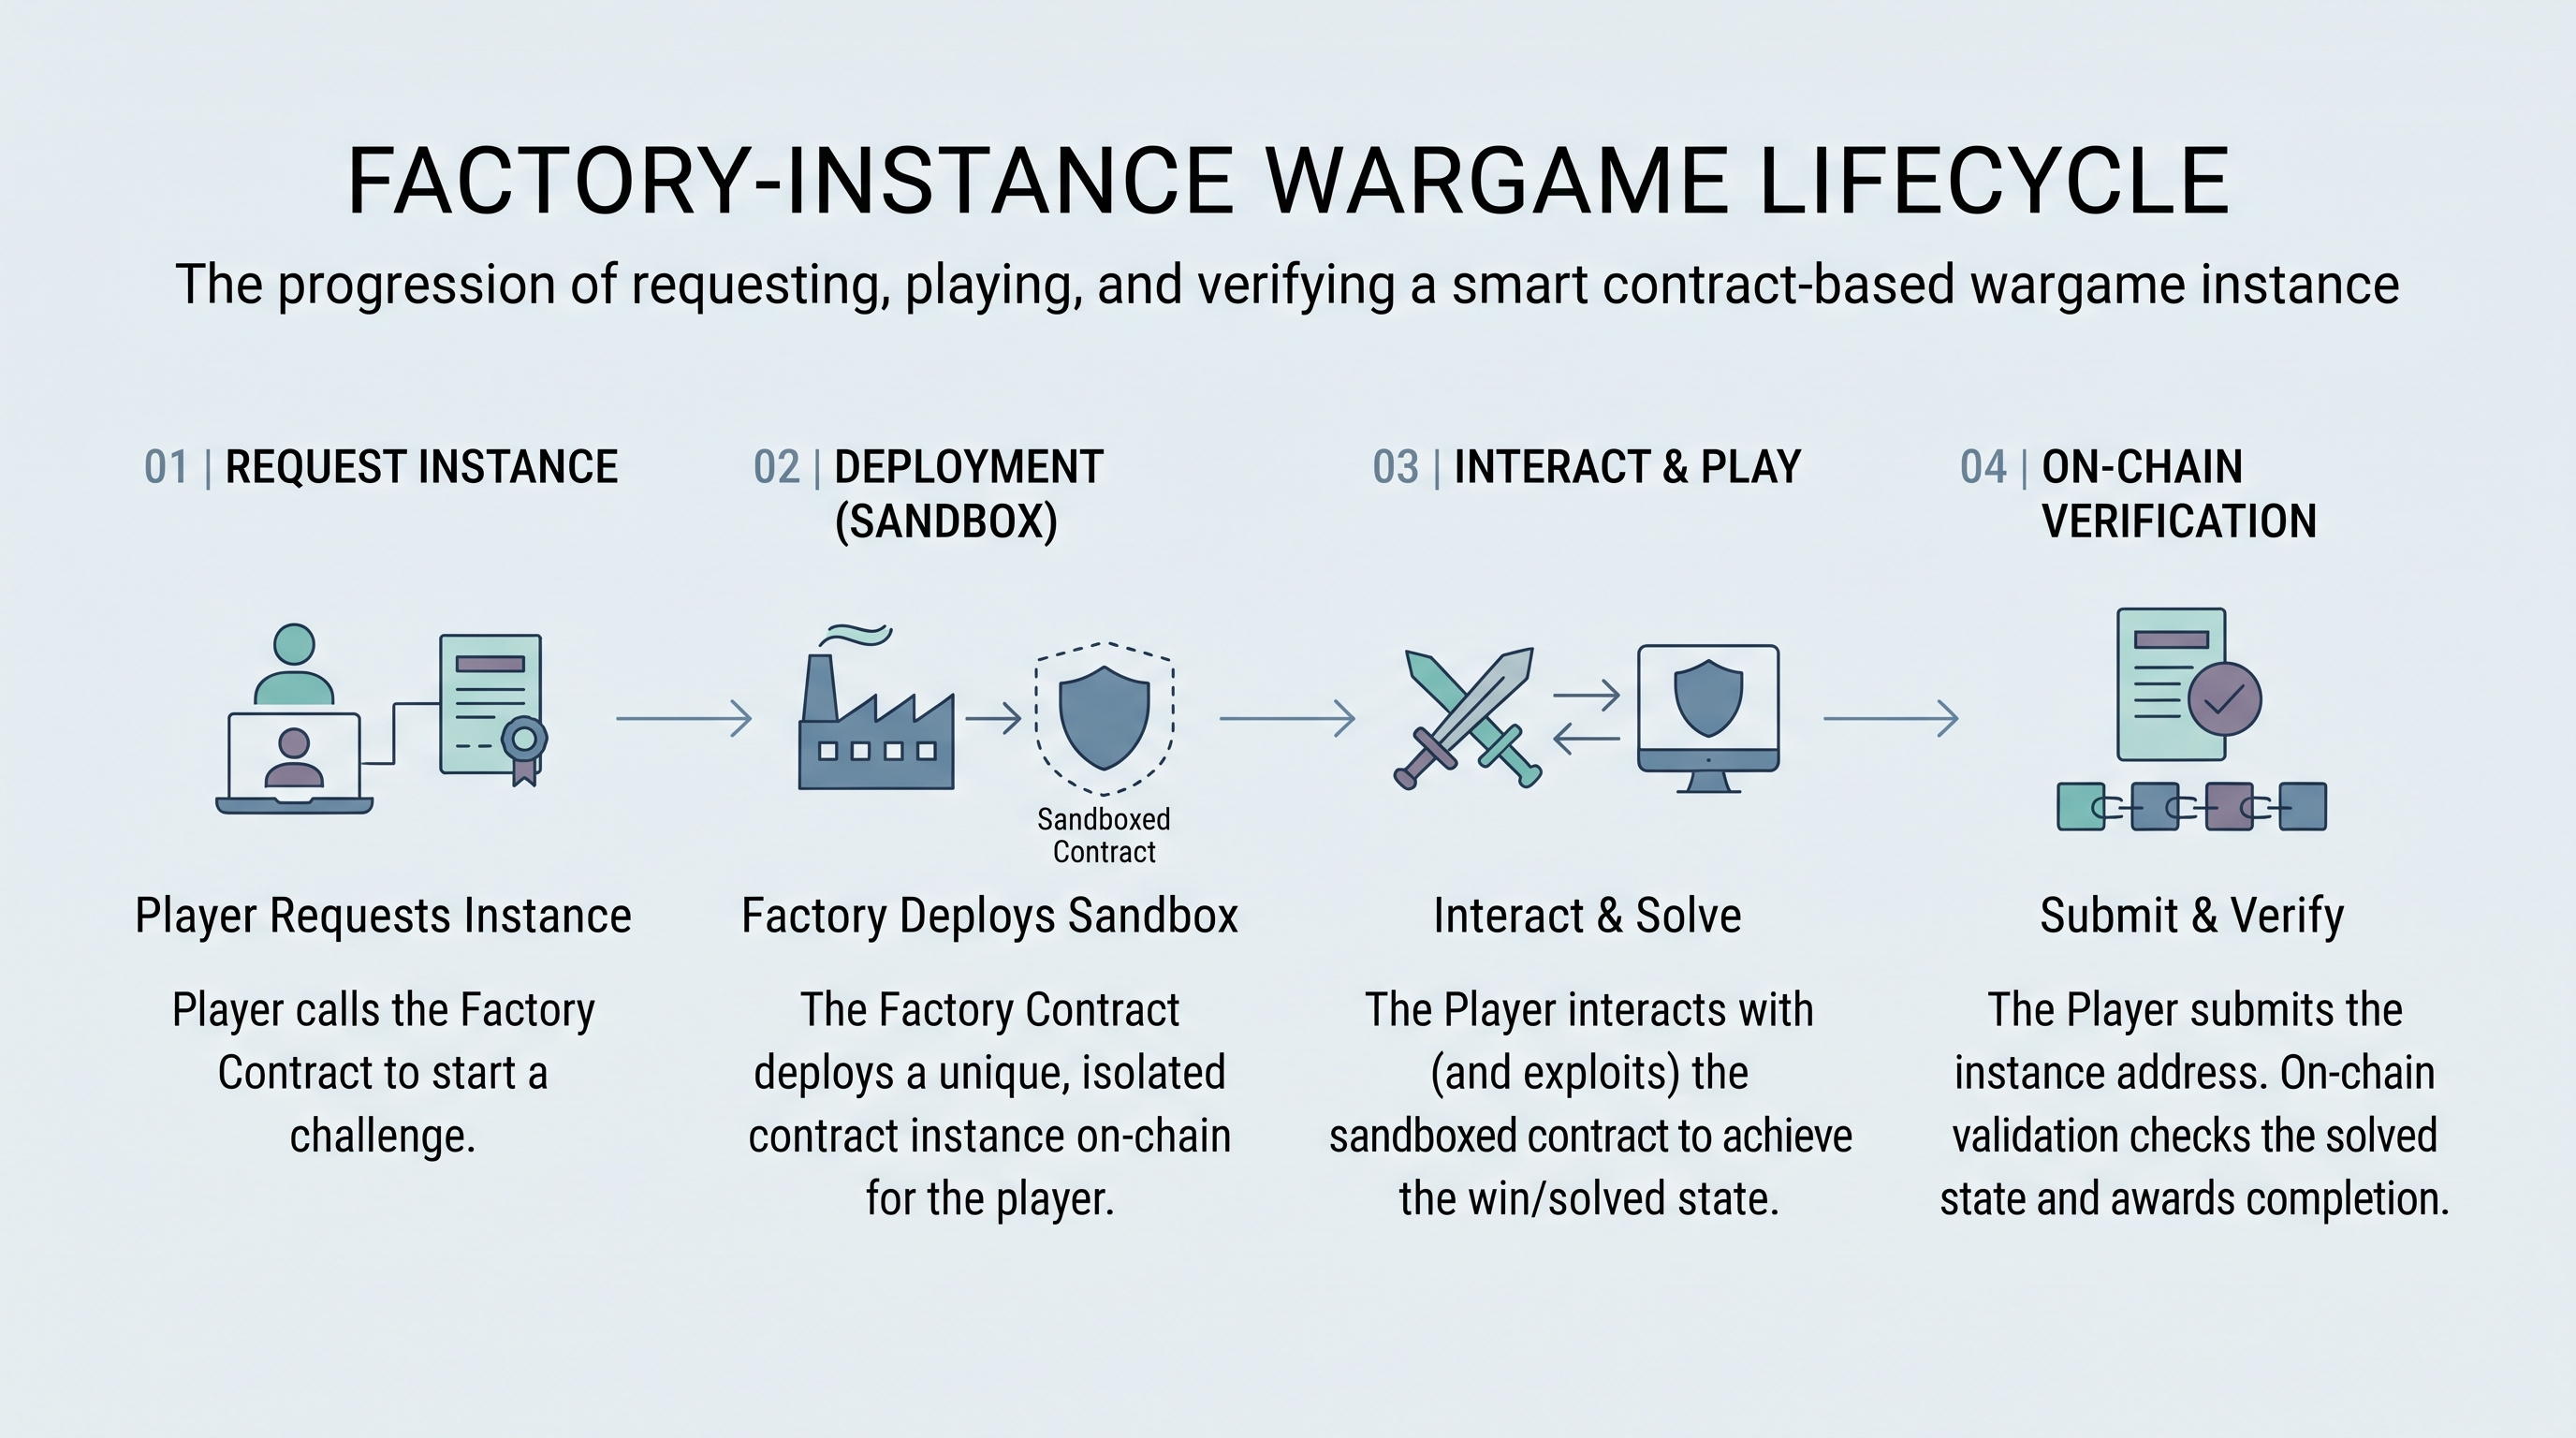 FACTORY-INSTANCE WARGAME LIFECYCLE
The progression of requesting, playing, and verifying a smart contract-based wargame instance
01 | REQUEST INSTANCE
Player Requests Instance
Player calls the Factory
Contract to start a
challenge.
02 | DEPLOYMENT
(SANDBOX)
Sandboxed
Contract
Factory Deploys Sandbox
The Factory Contract
deploys a unique, isolated
contract instance on-chain
for the player.
03 | INTERACT & PLAY
Interact & Solve
The Player interacts with
(and exploits) the
sandboxed contract to achieve
the win/solved state.
04 | ON-CHAIN
VERIFICATION
Submit & Verify
The Player submits the
instance address. On-chain
validation checks the solved
state and awards completion.